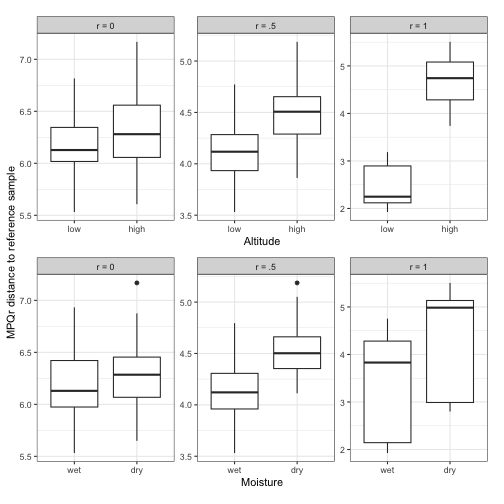 r = 0 r = .5 r = 1
7.0 6.5 6.0 5.5
5.0 4.5 4.0 3.5
5 4 3 2
low high low high low high
Altitude
MPQr distance to reference sample
r = 0 r = .5 r = 1
7.0 6.5 6.0 5.5
5.0 4.5 4.0 3.5
5 4 3 2
wet dry wet dry wet dry
Moisture